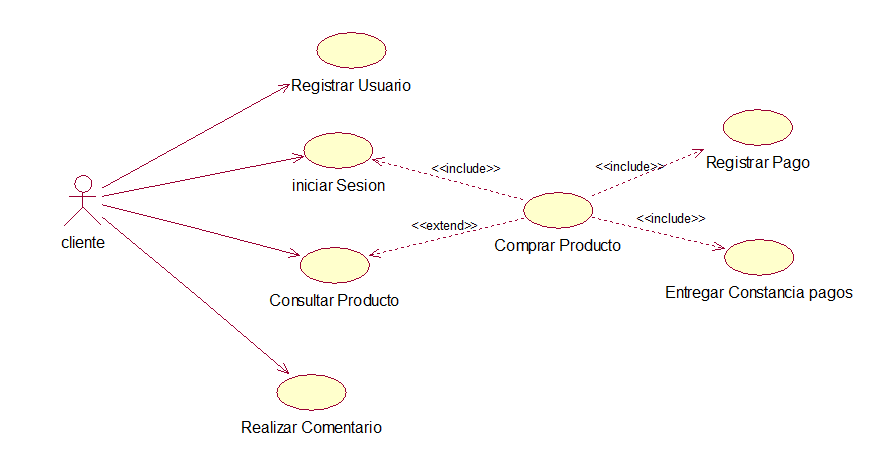 Registrar Usuario
iniciar Sesion
<<include>>
<<include>>
Registrar Pago
cliente
<<extend>>
<<include>>
Comprar Producto
Consultar Producto
Entregar Constancia pagos
Realizar Comentario